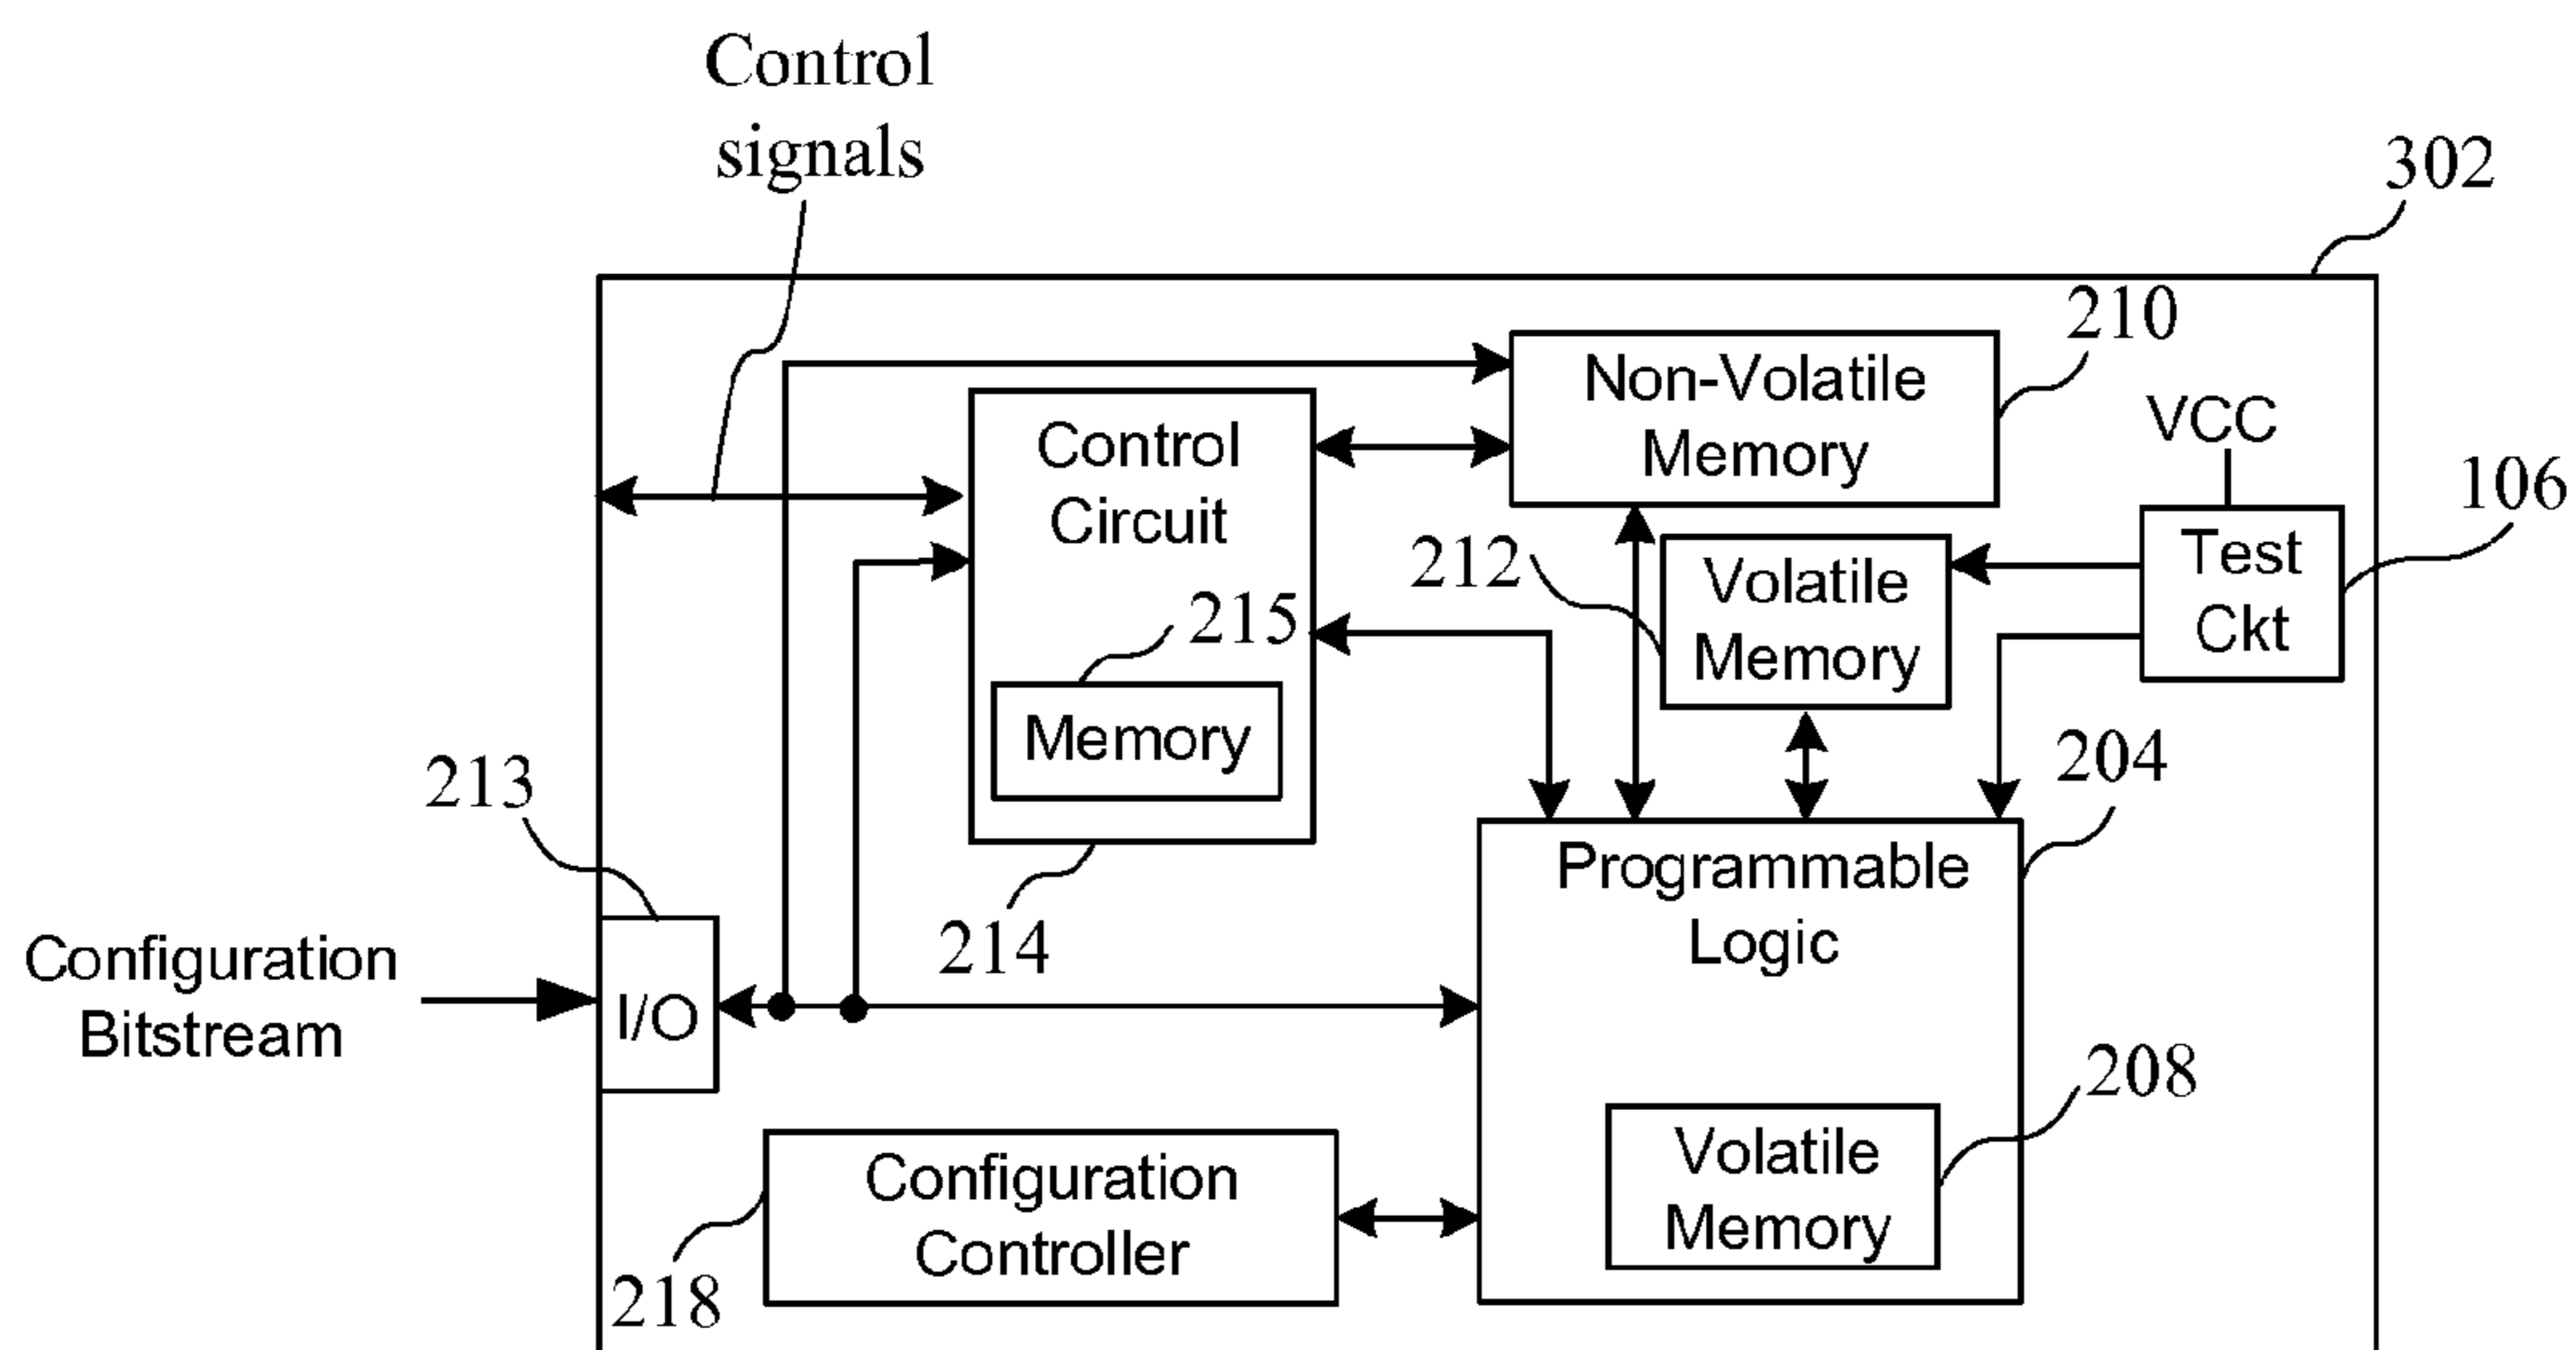 Control
signals
302
210
Non-Volatile
Memory
VCC
106
Control
Circuit
212
Volatile
Memory
Test
Ckt
215
Memory
213
204
Programmable
Logic
214
Configuration
Bitstream
I/O
208
Volatile
Memory
Configuration
Controller
218